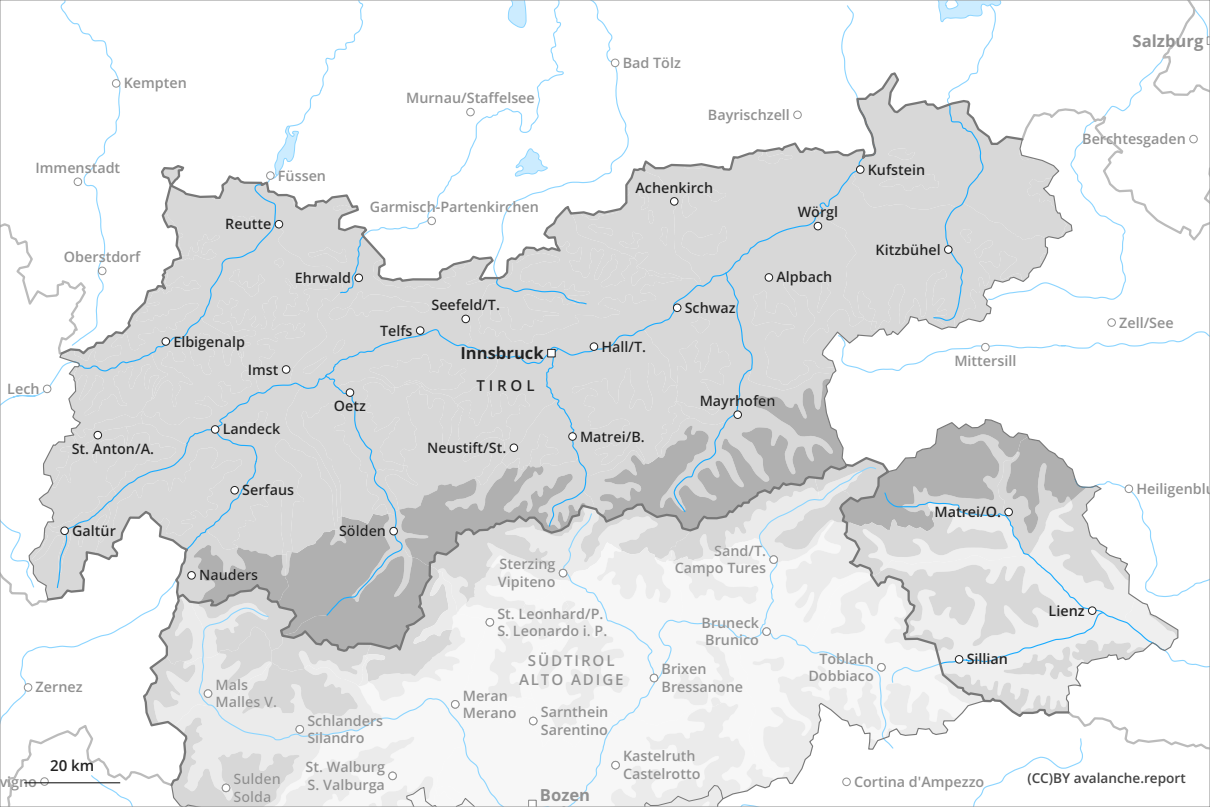 Salzburg
Bad Tölz
Kempten
Murnau/Staffelsee
Bayrischzell
Berchtesgaden
Immenstadt
Füssen
Kufstein
Achenkirch
Garmisch-Partenkirchen
Wörgl
Reutte
Kitzbühel
Oberstdorf
Ehrwald
Alpbach
Seefeld/T.
Schwaz
Zell/See
Telfs
Elbigenalp
Innsbruck
Hall/T.
Mittersill
Imst
TIROL
Lech
Oetz
Mayrhofen
Landeck
Matrei/B.
St. Anton/A.
Neustift/St.
Serfaus
Heiligenblu
Matrei/O.
Galtür
Sölden
Sand/T.
Campo Tures
Sterzing
Vipiteno
Nauders
Lienz
St. Leonhard/P.
S. Leonardo i. P.
Bruneck
Brunico
SÜDTIROL
ALTO ADIGE
Toblach
Dobbiaco
Sillian
Brixen
Bressanone
Zernez
Mals
Malles V.
Meran
Merano
Sarnthein
Sarentino
Schlanders
Silandro
Kastelruth
Castelrotto
St. Walburg
S. Valburga
20 km
vigno
Sulden
Solda
Cortina d'Ampezzo
(CC)BY avalanche.report
Bozen